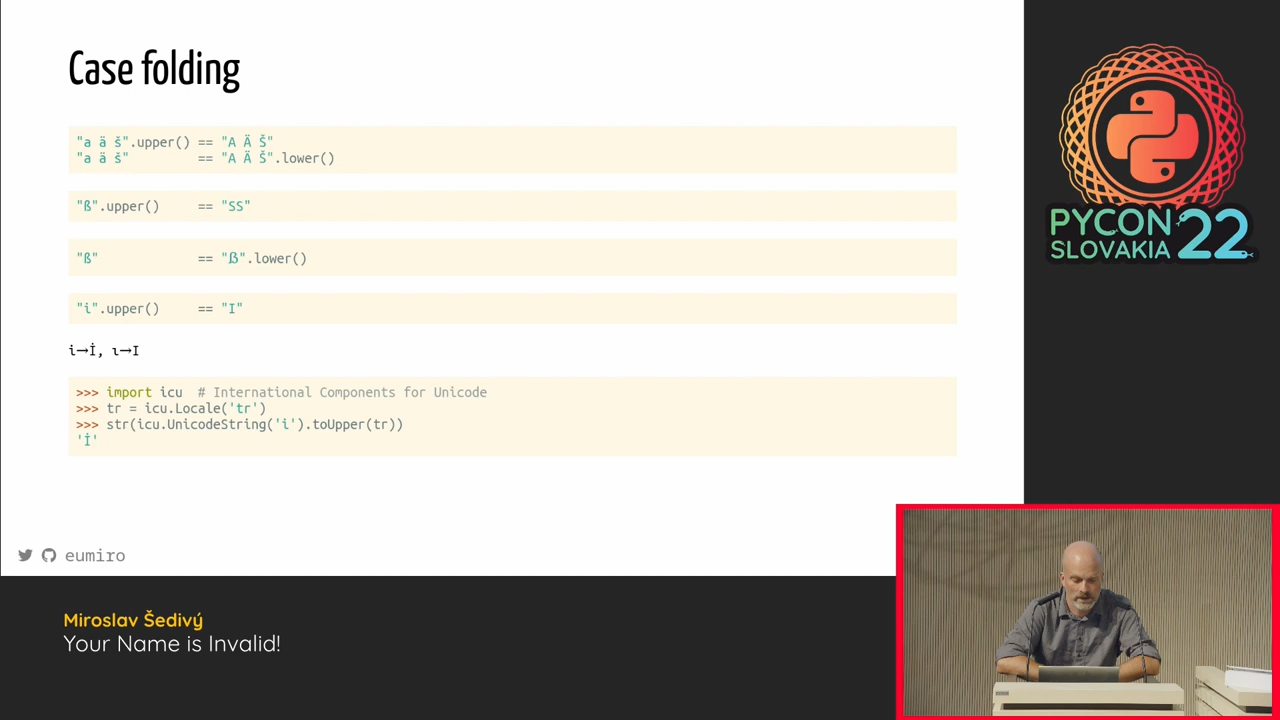 Case folding
"a ä š".upper() == "A Ä Š"
"a ä š"         == "A Ä Š".lower()
"ß".upper()     == "SS"
"ß"             == "ẞ".lower()
"i".upper()     == "I"
i→İ, ı→I
>>> import icu  # International Components for Unicode
>>> tr = icu.Locale('tr')
>>> str(icu.UnicodeString('i').toUpper(tr))
'İ'
eumiro
PYCON 22
SLOVAKIA
Miroslav Šedivý
Your Name is Invalid!